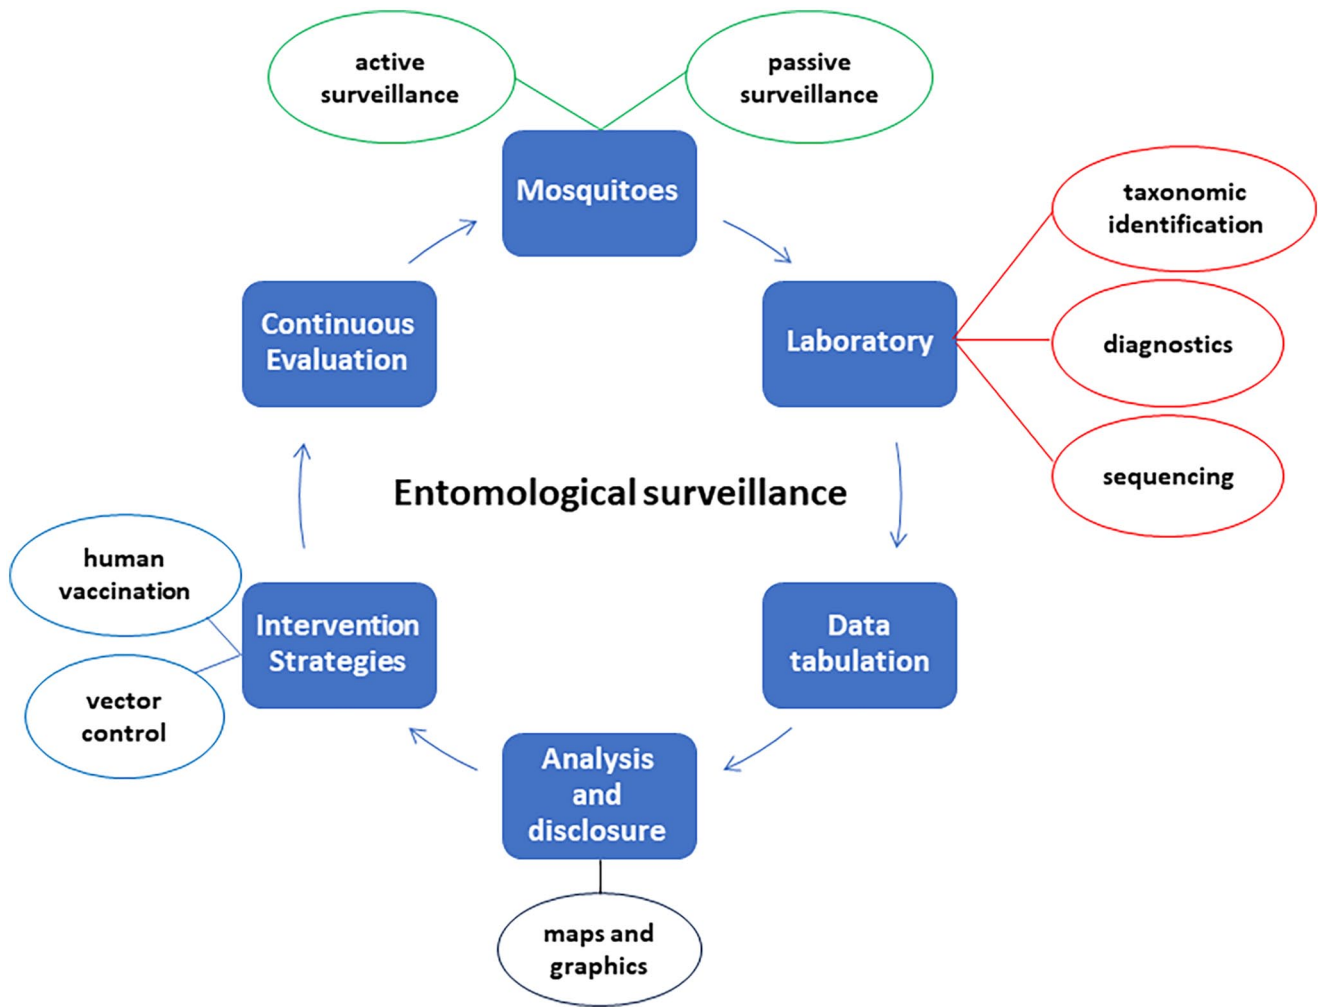 active
surveillance
passive
surveillance
Mosquitoes
taxonomic
identification
Laboratory
diagnostics
sequencing
Continuous
Evaluation
Entomological surveillance
human
vaccination
Intervention
Strategies
vector
control
Data
tabulation
Analysis
and
disclosure
maps and
graphics